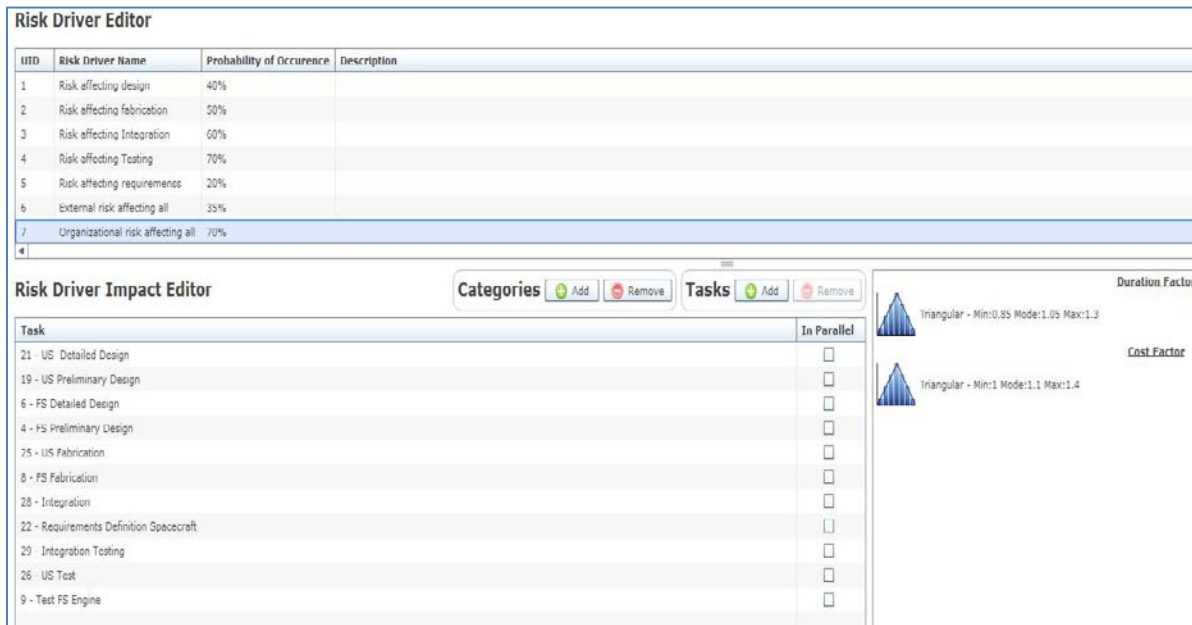 Risk Driver Editor
UID Risk Driver Name Probability of Occurence Description
1 Risk affecting design 40%
2 Risk affecting fabrication 50%
3 Risk affecting Integration 60%
4 Risk affecting Testing 70%
5 Risk affecting requiremenss 20%
6 External risk affecting all 35%
7 Organizational risk affecting all 70%
Risk Driver Impact Editor
Categories Add Remove Tasks Add Remove
Task In Parallel
21 - US Detailed Design
19 - US Preliminary Design
6 - FS Detailed Design
4 - FS Preliminary Design
25 - US Fabrication
8 - FS Fabrication
28 - Integration
22 - Requirements Definition Spacecraft
29 - Integration Testing
26 - US Test
9 - Test FS Engine
Duration Facto
Triangular - Min:0.85 Mode:1.05 Max:1.3
Cost Factor
Triangular - Min:1 Mode:1.1 Max:1.4